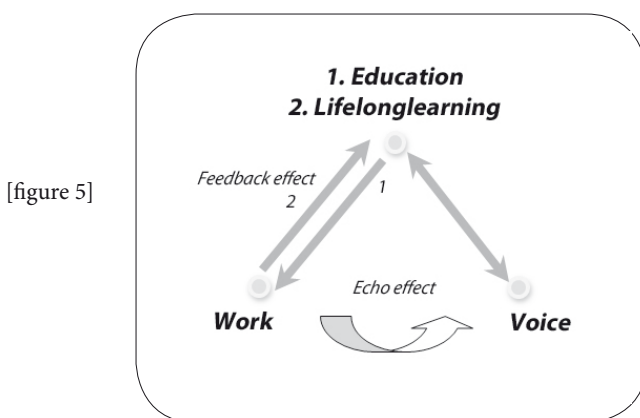 1. Education
2. Lifelonglearning
[figure 5]
Feedback effect
2
1
Echo effect
Work
Voice